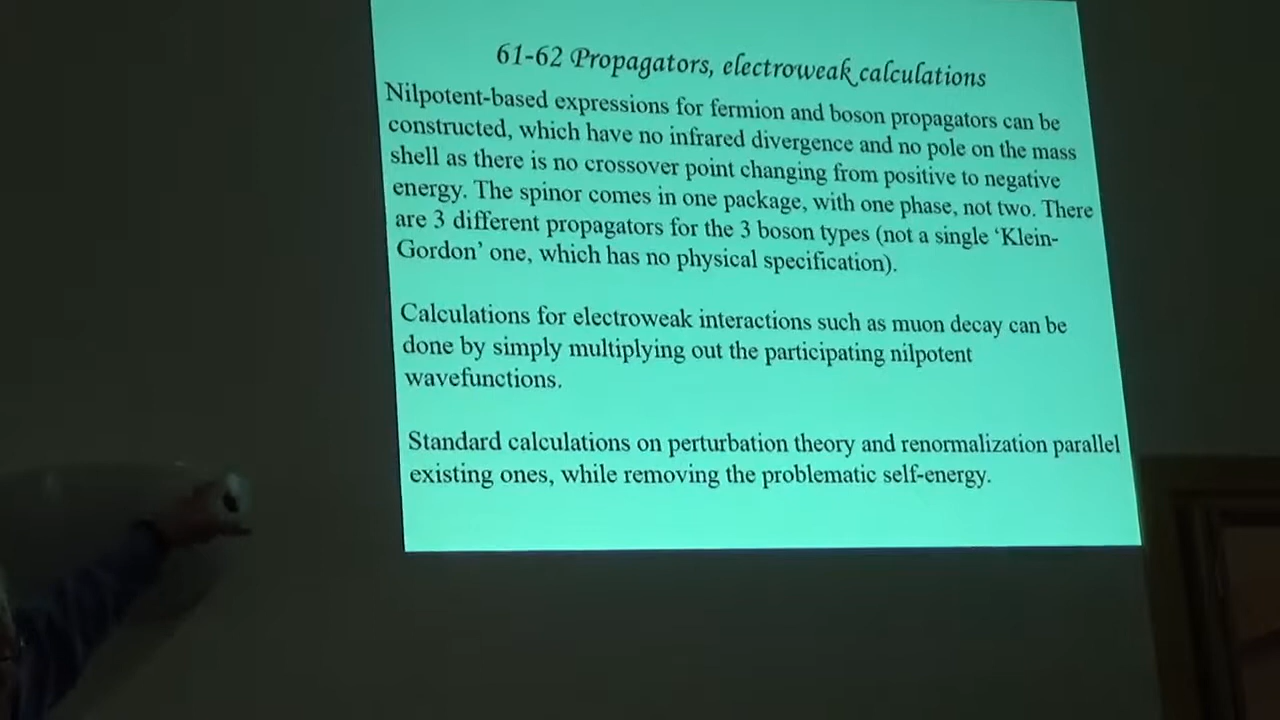 61-62 Propagators, electroweak calculations
Nilpotent-based expressions for fermion and boson propagators can be
constructed, which have no infrared divergence and no pole on the mass
shell as there is no crossover point changing from positive to negative
energy. The spinor comes in one package, with one phase, not two. There
are 3 different propagators for the 3 boson types (not a single ‘Klein-
Gordon’ one, which has no physical specification).
Calculations for electroweak interactions such as muon decay can be
done by simply multiplying out the participating nilpotent
wavefunctions.
Standard calculations on perturbation theory and renormalization parallel
existing ones, while removing the problematic self-energy.